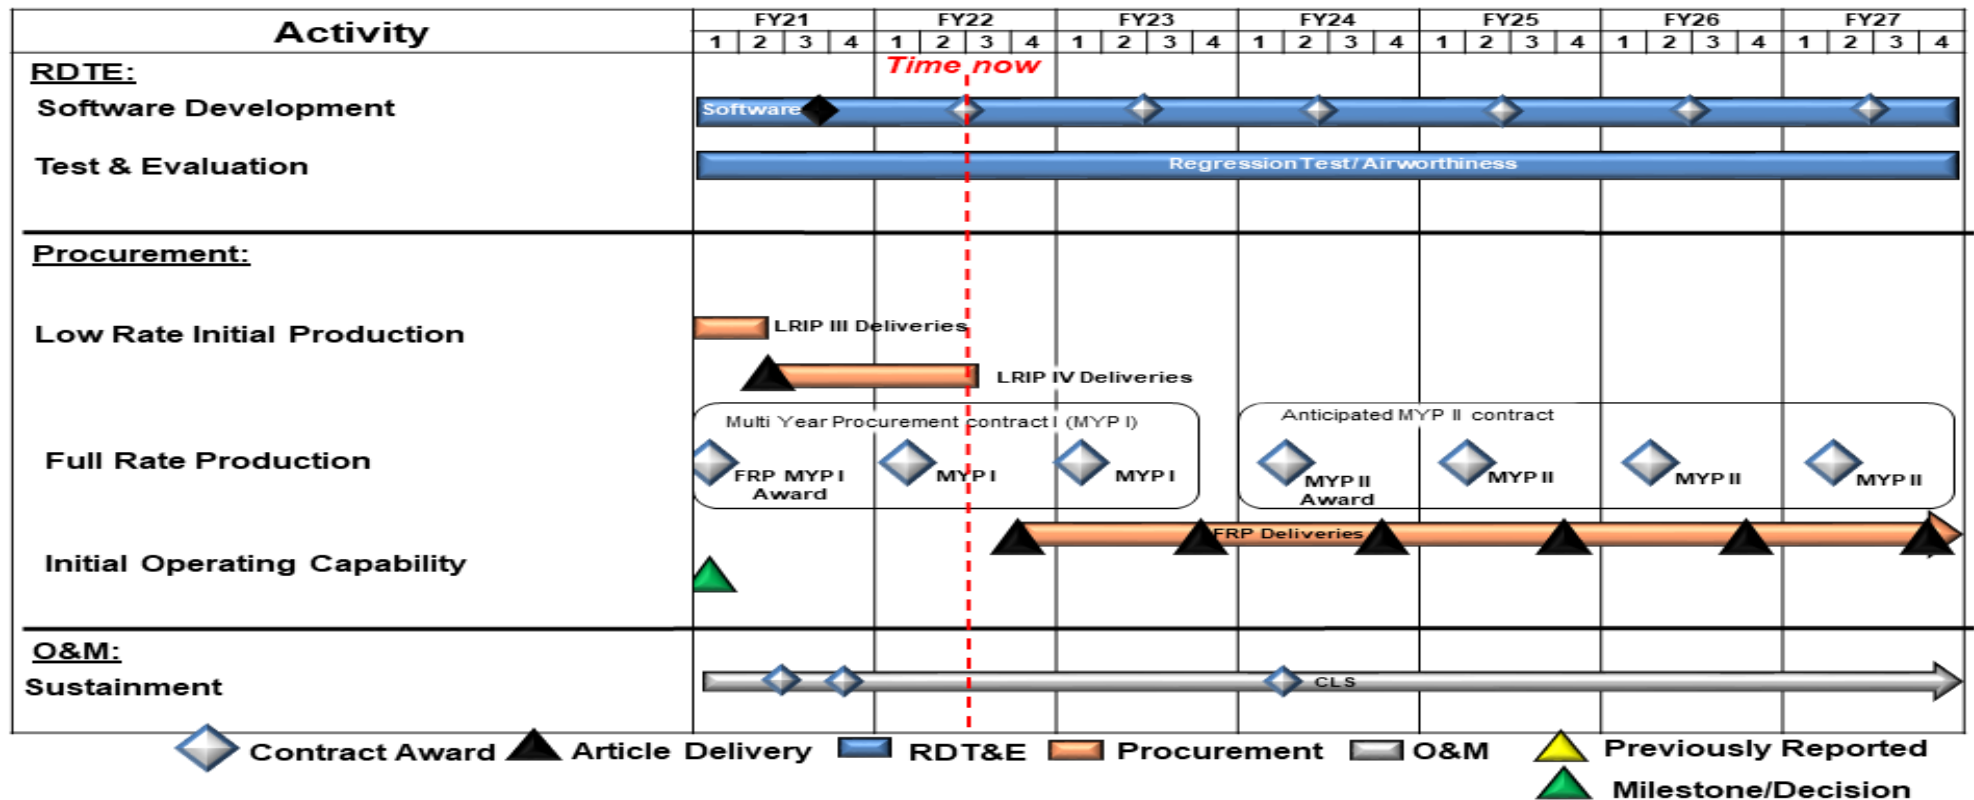 Activity
FY21 FY22 FY23 FY24 FY25 FY26 FY27
1 2 3 4 1 2 3 4 1 2 3 4 1 2 3 4 1 2 3 4 1 2 3 4 1 2 3 4
Time now
RDTE:
Software Development
Software
Test & Evaluation
Regression Test/ Airworthiness
Procurement:
Low Rate Initial Production
LRIP III Deliveries
LRIP IV Deliveries
Multi Year Procurement contract I (MYP I)
Anticipated MYP II contract
Full Rate Production
FRP MYP I
Award
MYP I
MYP I
MYP II
Award
MYP II
MYP II
MYP II
FRP Deliveries
Initial Operating Capability
O&M:
Sustainment
CLS
Contract Award Article Delivery RDT&E Procurement O&M Previously Reported
Milestone/Decision